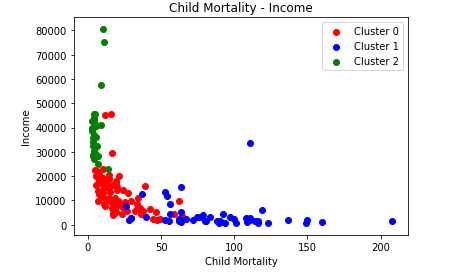 Child Mortality - Income
Cluster 0
Cluster 1
Cluster 2
80000
70000
60000
50000
40000
30000
20000
10000
0
Income
0 50 100 150 200
Child Mortality